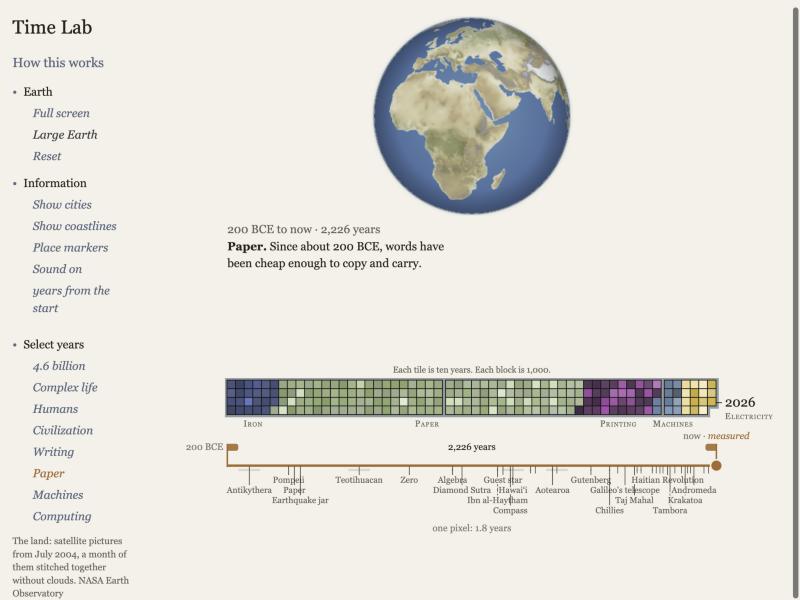 Time Lab
How this works
Earth
Full screen
Large Earth
Reset
Information
Show cities
Show coastlines
Place markers
Sound on
years from the
start
Select years
4.6 billion
Complex life
Humans
Civilization
Writing
Paper
Machines
Computing
The land: satellite pictures
from July 2004, a month of
them stitched together
without clouds. NASA Earth
Observatory
200 BCE to now · 2,226 years
Paper. Since about 200 BCE, words have
been cheap enough to copy and carry.
Each tile is ten years. Each block is 1,000.
2026
Electricity
Iron Paper Printing Machines
now · measured
200 BCE 2,226 years
Pompeii Teotihuacan Zero Algebra Guest star Gutenberg Haitian Revolution
Antikythera Paper Diamond Sutra Hawai'i Aotearoa Galileo's telescope Andromeda
Earthquake jar Ibn al-Haytham Taj Mahal Krakatoa
Compass Chillies Tambora
one pixel: 1.8 years